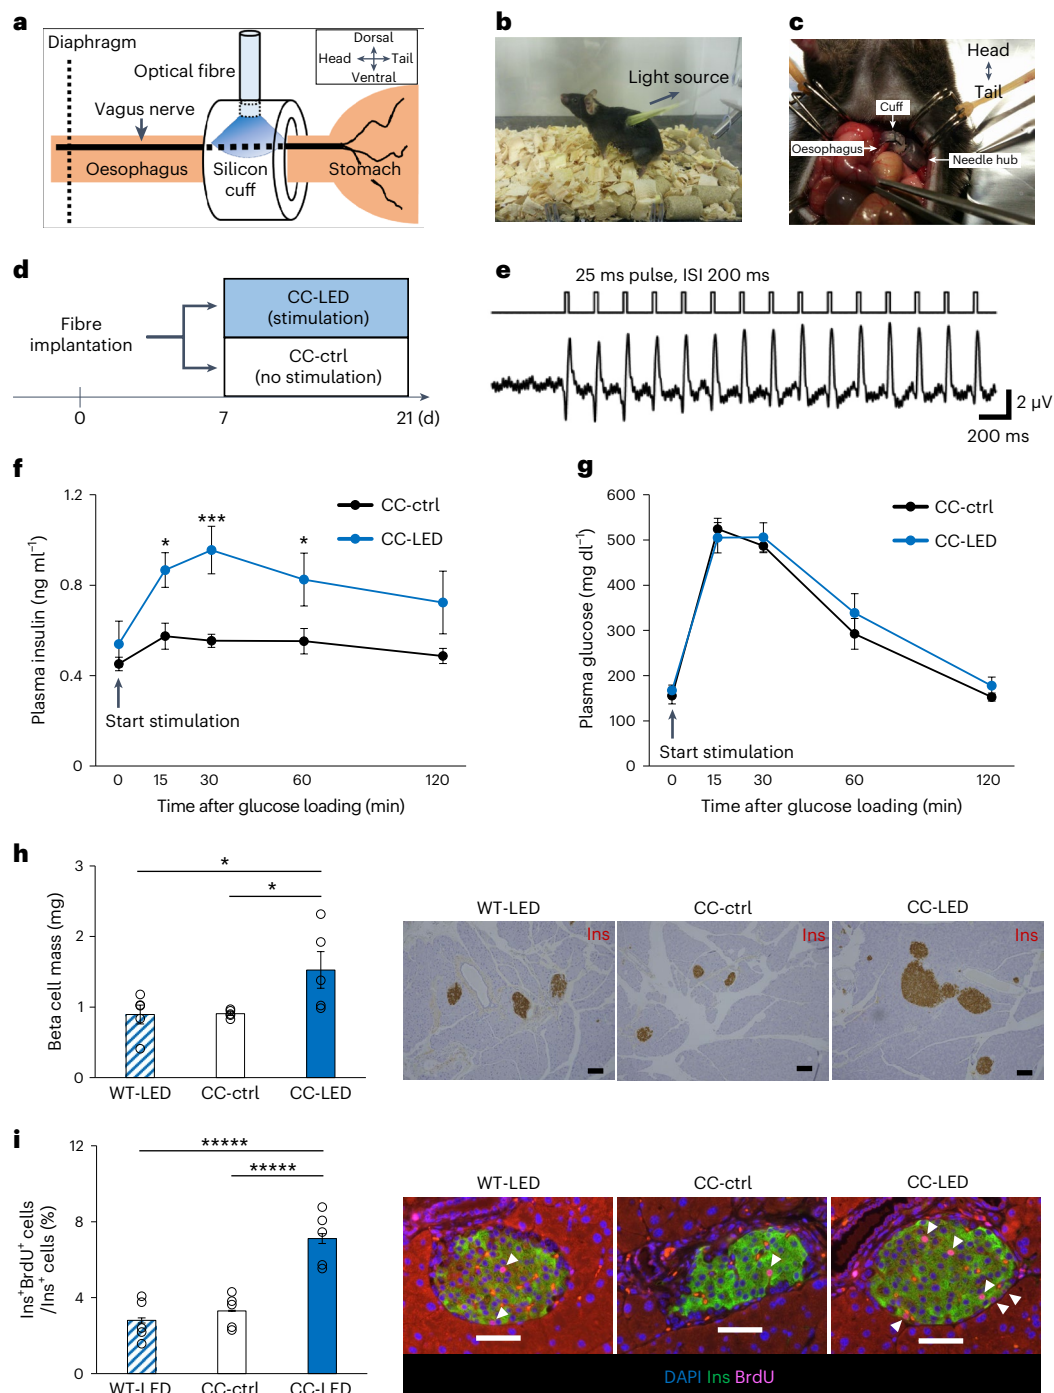 a
Diaphragm
Optical fibre
Dorsal
Head
Tail
Ventral
Vagus nerve
Oesophagus
Silicon
cuff
Stomach
b
Light source
c
Head
Tail
Cuff
Oesophagus
Needle hub
d
Fibre
implantation
CC-LED
(stimulation)
CC-ctrl
(no stimulation)
0
7
21 (d)
e
25 ms pulse, ISI 200 ms
2 µV
200 ms
f
1.2
0.8
0.4
0
Plasma insulin (ng ml⁻¹)
CC-ctrl
CC-LED
*
***
*
Start stimulation
0 15 30 60 120
Time after glucose loading (min)
g
600
500
400
300
200
100
0
Plasma glucose (mg dl⁻¹)
CC-ctrl
CC-LED
Start stimulation
0 15 30 60 120
Time after glucose loading (min)
h
3
2
1
0
Beta cell mass (mg)
*
*
WT-LED CC-ctrl CC-LED
WT-LED CC-ctrl CC-LED
Ins Ins Ins
i
12
8
4
0
Ins⁺BrdU⁺ cells
/Ins⁺ cells (%)
*****
*****
WT-LED CC-ctrl CC-LED
WT-LED CC-ctrl CC-LED
DAPI Ins BrdU